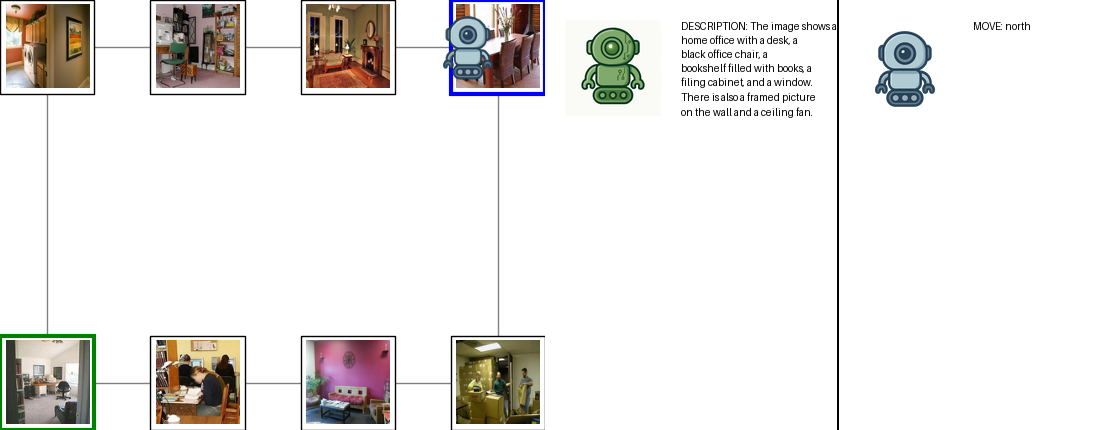 DESCRIPTION: The image shows a
home office with a desk, a
black office chair, a
bookshelf filled with books, a
filing cabinet, and a window.
There is also a framed picture
on the wall and a ceiling fan.
MOVE: north